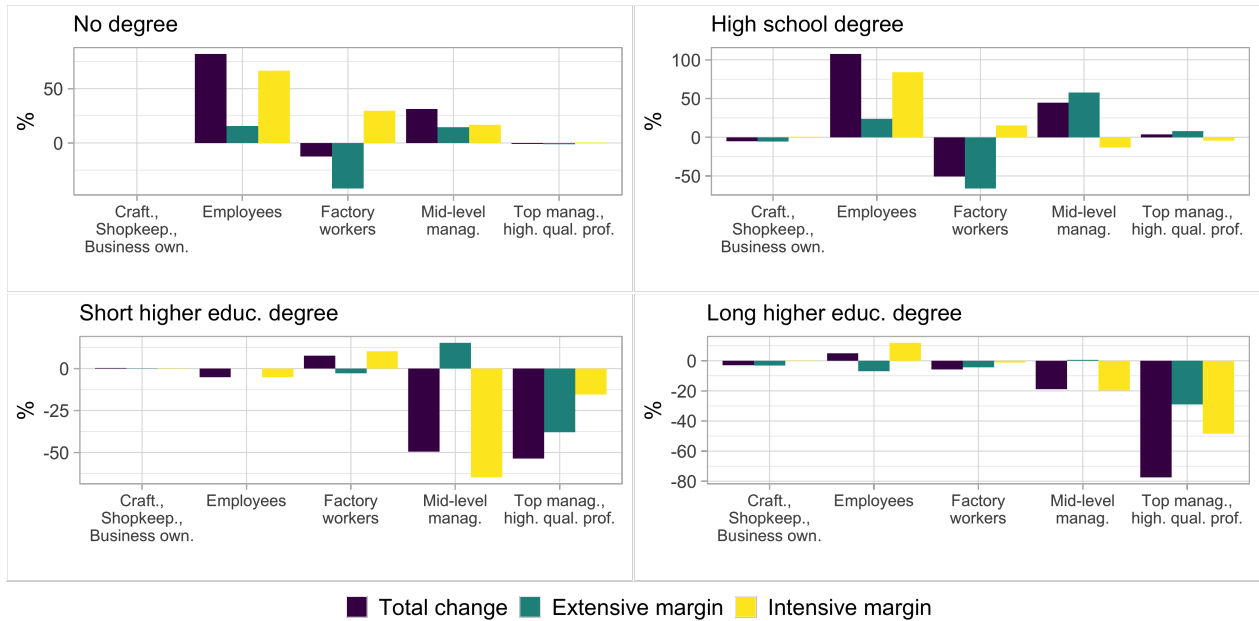 No degree
%
50
0
Craft.,
Shopkeep.,
Business own.
Employees
Factory
workers
Mid-level
manag.
Top manag.,
high. qual. prof.
High school degree
%
100
50
0
-50
Craft.,
Shopkeep.,
Business own.
Employees
Factory
workers
Mid-level
manag.
Top manag.,
high. qual. prof.
Short higher educ. degree
%
0
-25
-50
Craft.,
Shopkeep.,
Business own.
Employees
Factory
workers
Mid-level
manag.
Top manag.,
high. qual. prof.
Long higher educ. degree
%
0
-20
-40
-60
-80
Craft.,
Shopkeep.,
Business own.
Employees
Factory
workers
Mid-level
manag.
Top manag.,
high. qual. prof.
Total change Extensive margin Intensive margin